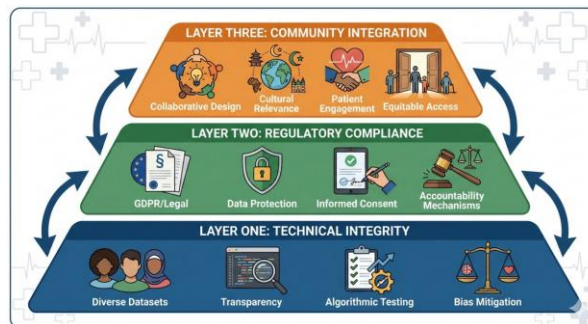 LAYER THREE: COMMUNITY INTEGRATION
Collaborative Design
Cultural Relevance
Patient Engagement
Equitable Access
LAYER TWO: REGULATORY COMPLIANCE
§
GDPR/Legal
Data Protection
Informed Consent
Accountability Mechanisms
LAYER ONE: TECHNICAL INTEGRITY
Diverse Datasets
Transparency
Algorithmic Testing
Bias Mitigation